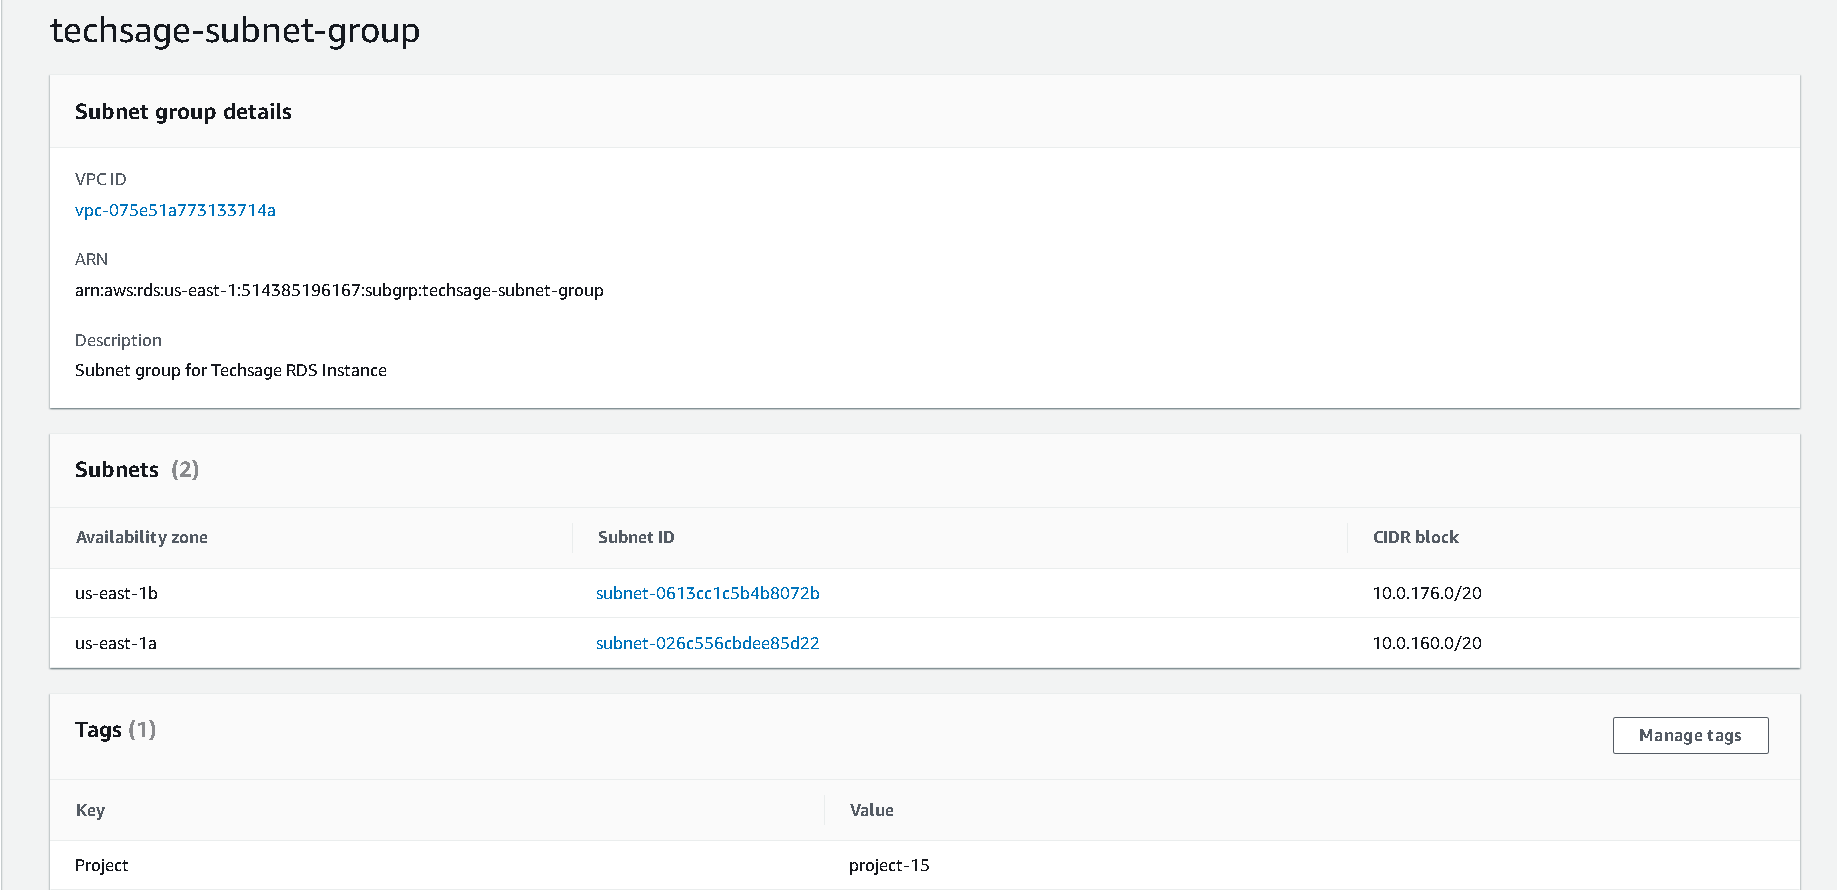 techsage-subnet-group
Subnet group details
VPC ID
vpc-075e51a773133714a
ARN
arn:aws:rds:us-east-1:514385196167:subgrp:techsage-subnet-group
Description
Subnet group for Techsage RDS Instance
Subnets (2)
Availability zone Subnet ID CIDR block
us-east-1b subnet-0613cc1c5b4b8072b 10.0.176.0/20
us-east-1a subnet-026c556cbdee85d22 10.0.160.0/20
Tags (1) Manage tags
Key Value
Project project-15